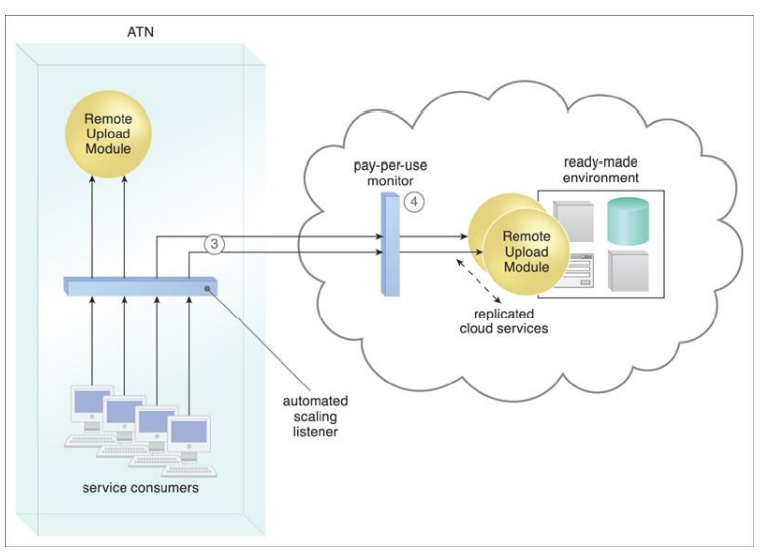 ATN
Remote
Upload
Module
pay-per-use
monitor
ready-made
environment
3
4
Remote
Upload
Module
replicated
cloud services
automated
scaling
listener
service consumers